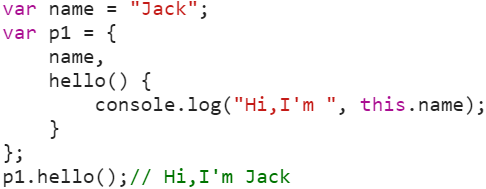 var name = "Jack";
var p1 = {
    name,
    hello() {
        console.log("Hi,I'm ", this.name);
    }
};
p1.hello();// Hi,I'm Jack